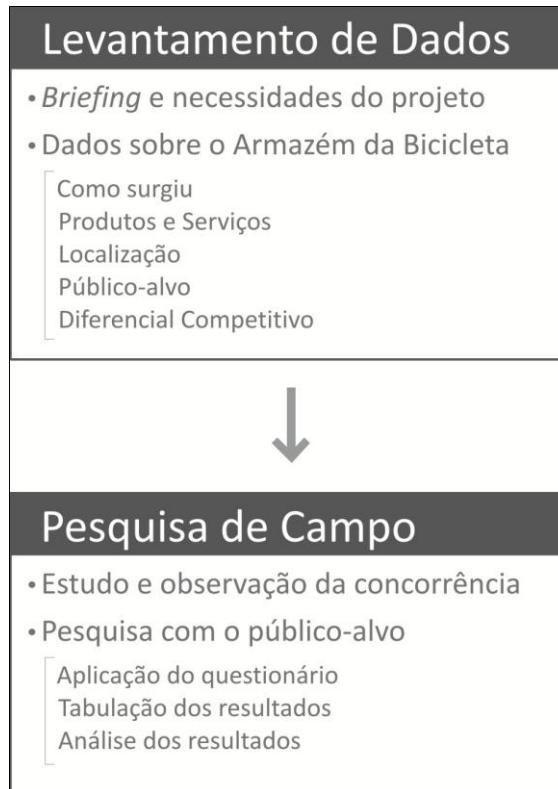 Levantamento de Dados
• Briefing e necessidades do projeto
• Dados sobre o Armazém da Bicicleta
Como surgiu
Produtos e Serviços
Localização
Público-alvo
Diferencial Competitivo
Pesquisa de Campo
• Estudo e observação da concorrência
• Pesquisa com o público-alvo
Aplicação do questionário
Tabulação dos resultados
Análise dos resultados